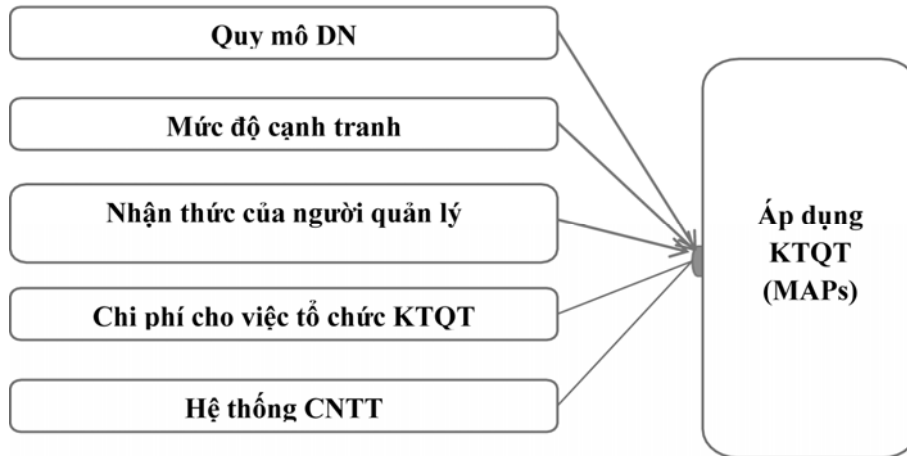 Quy mô DN
Mức độ cạnh tranh
Nhận thức của người quản lý
Chi phí cho việc tổ chức KTQT
Hệ thống CNTT
Áp dụng
KTQT
(MAPs)